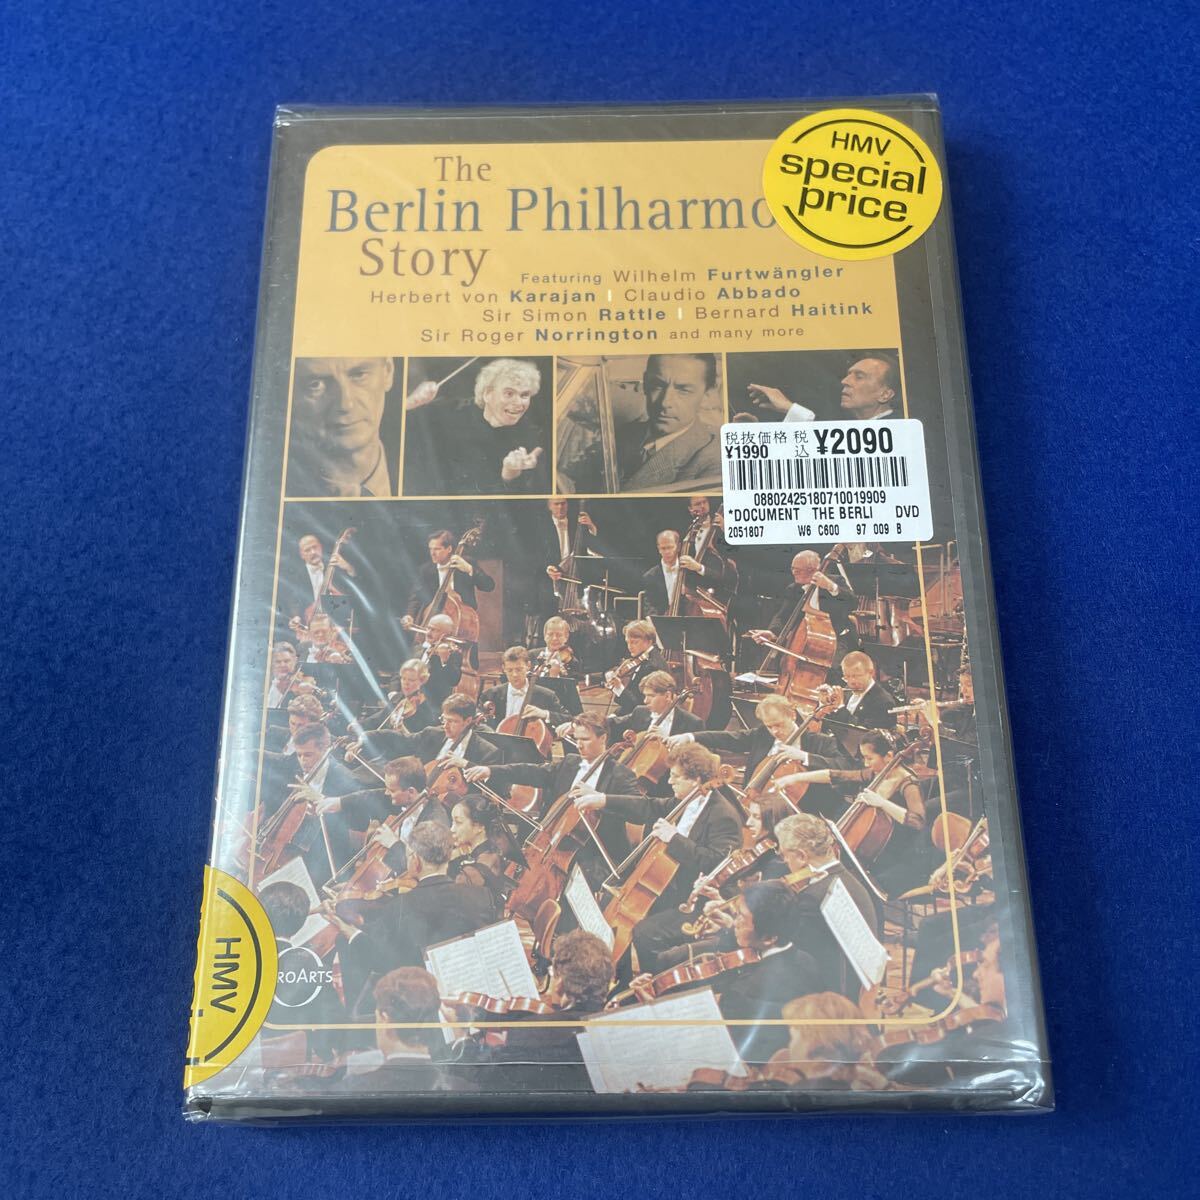 The
Berlin Philharmo
Story
HMV
special
price
Featuring Wilhelm Furtwängler
Herbert von Karajan | Claudio Abbado
Sir Simon Rattle | Bernard Haitink
Sir Roger Norrington and many more
税抜価格 税込 ¥2090
¥1990
08802425180710019909
*DOCUMENT THE BERLI DVD
2051807 W6 C600 97 009 B
HMV
ROARTS